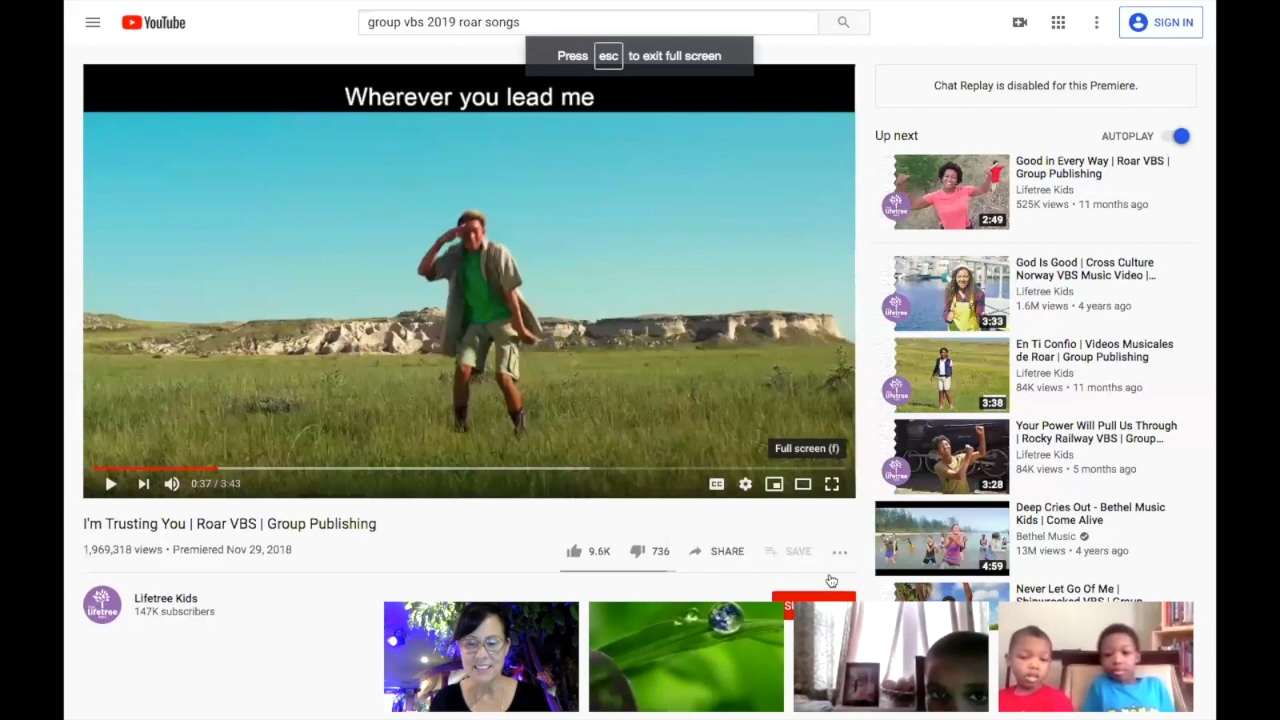 YouTube
group vbs 2019 roar songs
SIGN IN
Press esc to exit full screen
Wherever you lead me
Full screen (f)
0:37 / 3:43
CC
I'm Trusting You | Roar VBS | Group Publishing
1,969,318 views • Premiered Nov 29, 2018
9.6K
736
SHARE
SAVE
Lifetree Kids
147K subscribers
Chat Replay is disabled for this Premiere.
Up next
AUTOPLAY
Good in Every Way | Roar VBS |
Group Publishing
Lifetree Kids
525K views • 11 months ago
2:49
God Is Good | Cross Culture
Norway VBS Music Video |...
Lifetree Kids
1.6M views • 4 years ago
3:33
En Ti Confio | Videos Musicales
de Roar | Group Publishing
Lifetree Kids
84K views • 11 months ago
3:38
Your Power Will Pull Us Through
| Rocky Railway VBS | Group...
Lifetree Kids
84K views • 5 months ago
3:28
Deep Cries Out - Bethel Music
Kids | Come Alive
Bethel Music
13M views • 4 years ago
4:59
Never Let Go Of Me |
Shipwrecked VBS | Group